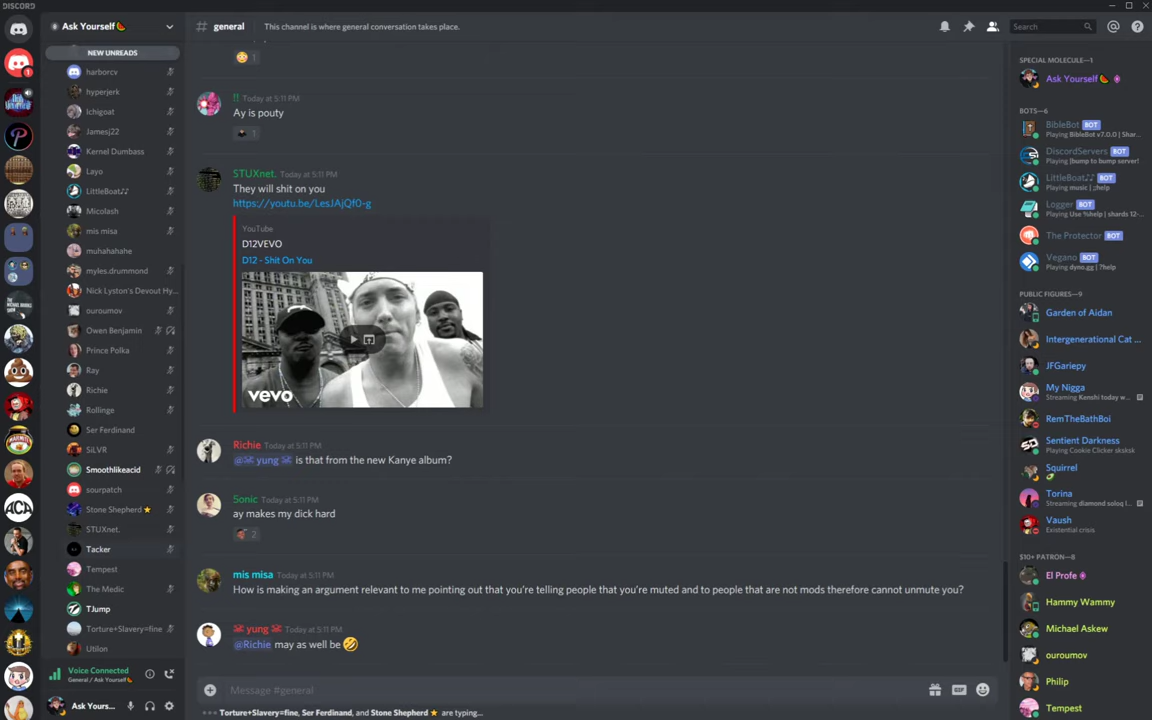 DISCORD
Ask Yourself🍉
NEW UNREADS
harborcv
hyperjerk
Ichigoat
Jamesj22
Kernel Dumbass
Layo
LittleBoat♪♪
Micolash
mis misa
muhahahahe
myles.drummond
Nick Lyston's Devout Hy...
ouroumov
Owen Benjamin
Prince Polka
Ray
Richie
Rollinge
Ser Ferdinand
SiLVR
Smoothlikeacid
sourpatch
Stone Shepherd⭐
STUXnet.
Tacker
Tempest
The Medic
TJump
Torture+Slavery=fine
Utilon
Voice Connected
General / Ask Yourself🍉
Ask Yours...
# general
This channel is where general conversation takes place.
Search
1
!! Today at 5:11 PM
Ay is pouty
1
STUXnet. Today at 5:11 PM
They will shit on you
https://youtu.be/LesJAjQf0-g
YouTube
D12VEVO
D12 - Shit On You
vevo
Richie Today at 5:11 PM
@yung is that from the new Kanye album?
Sonic Today at 5:11 PM
ay makes my dick hard
2
mis misa Today at 5:11 PM
How is making an argument relevant to me pointing out that you're telling people that you're muted and to people that are not mods therefore cannot unmute you?
yung Today at 5:11 PM
@Richie may as well be 🤣
Message #general
GIF
Torture+Slavery=fine, Ser Ferdinand, and Stone Shepherd⭐ are typing...
SPECIAL MOLECULE—1
Ask Yourself🍉
BOTS—6
BibleBot BOT
Playing BibleBot v7.0.0 | Shar...
DiscordServers BOT
Playing !bump to bump server!
LittleBoat♪♪ BOT
Playing music | ;help
Logger BOT
Playing Use %help | shards 12-...
The Protector BOT
Vegano BOT
Playing dyno.gg | ?help
PUBLIC FIGURES—9
Garden of Aidan
Intergenerational Cat ...
JFGariepy
My Nigga
Streaming Kenshi today w...
RemTheBathBoi
Sentient Darkness
Playing Cookie Clicker sksksk
Squirrel
🥑
Torina
Streaming diamond soloq l...
Vaush
Existential crisis
$10+ PATRON—8
El Profe
Hammy Wammy
Michael Askew
ouroumov
Philip
Tempest
ACA